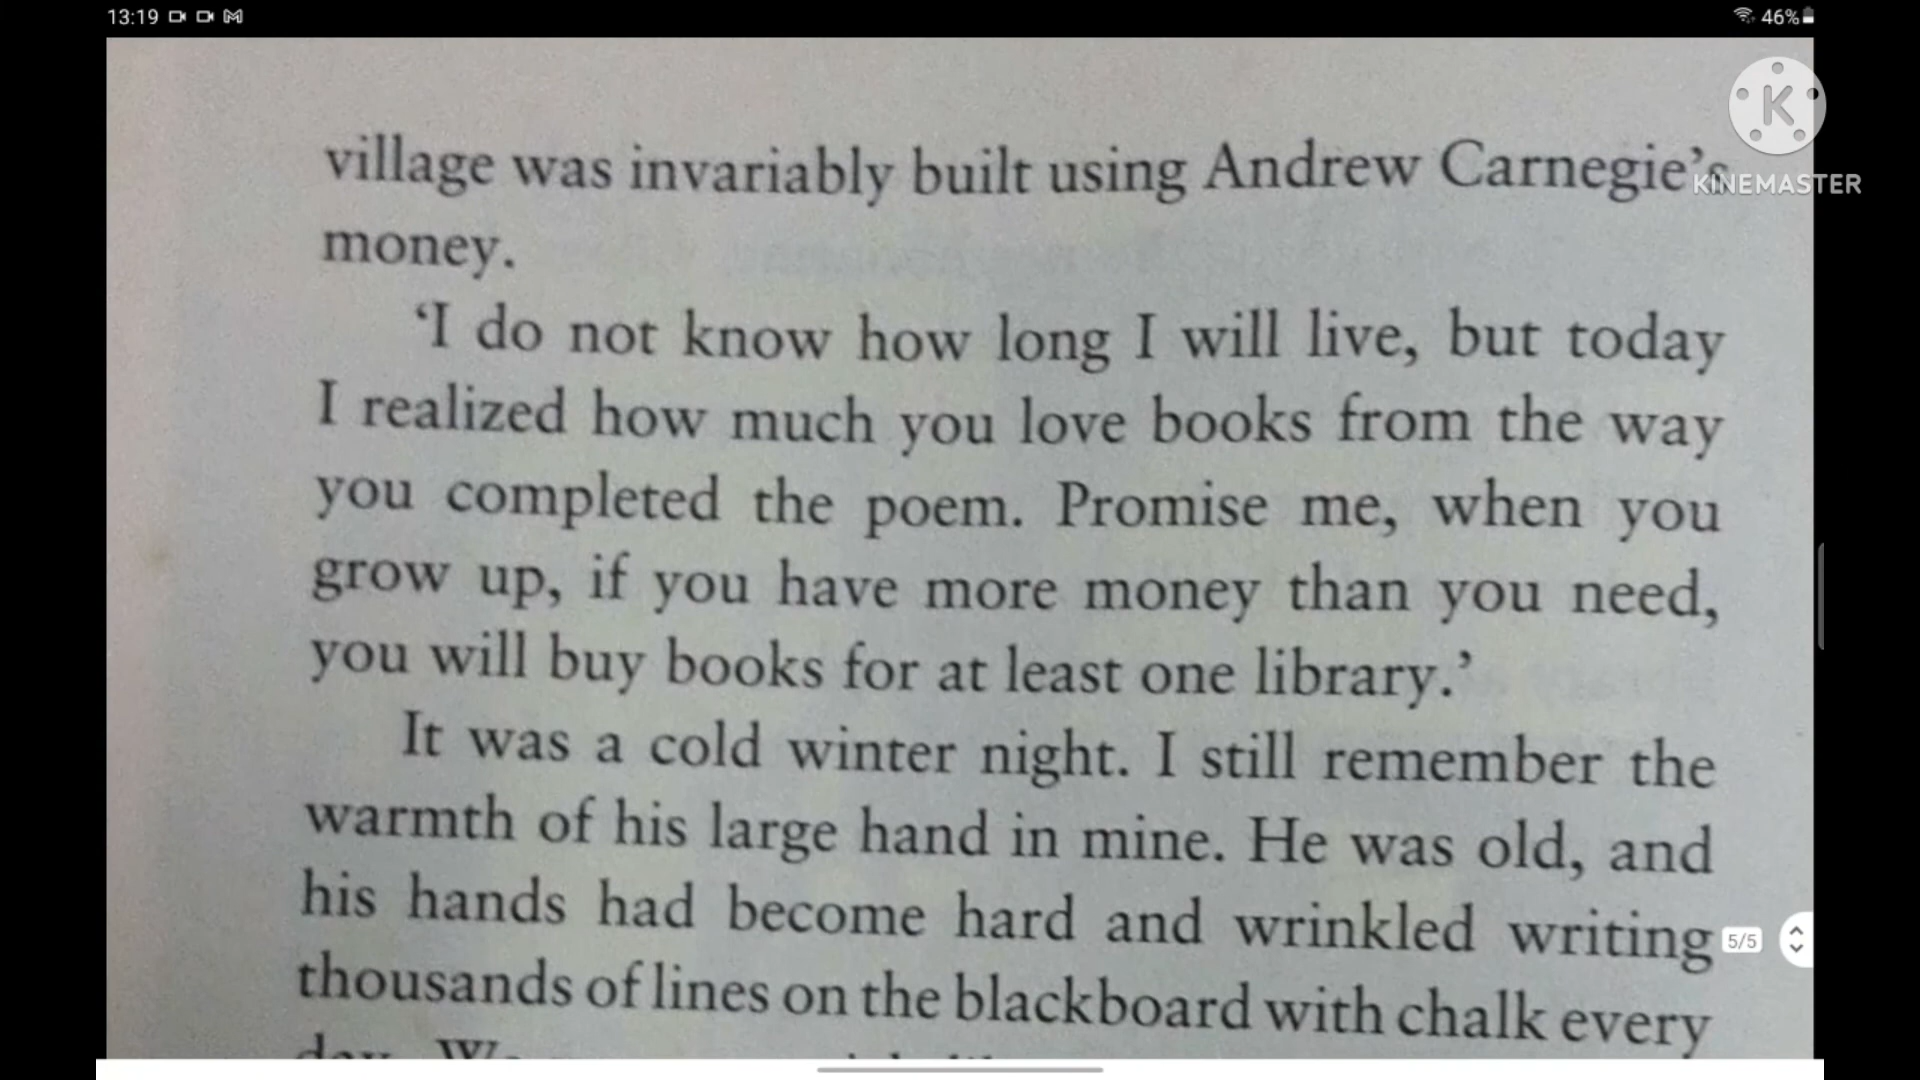 13:19
46%
K
KINEMASTER
village was invariably built using Andrew Carnegie's
money.
‘I do not know how long I will live, but today
I realized how much you love books from the way
you completed the poem. Promise me, when you
grow up, if you have more money than you need,
you will buy books for at least one library.’
It was a cold winter night. I still remember the
warmth of his large hand in mine. He was old, and
his hands had become hard and wrinkled writing
5/5
thousands of lines on the blackboard with chalk every